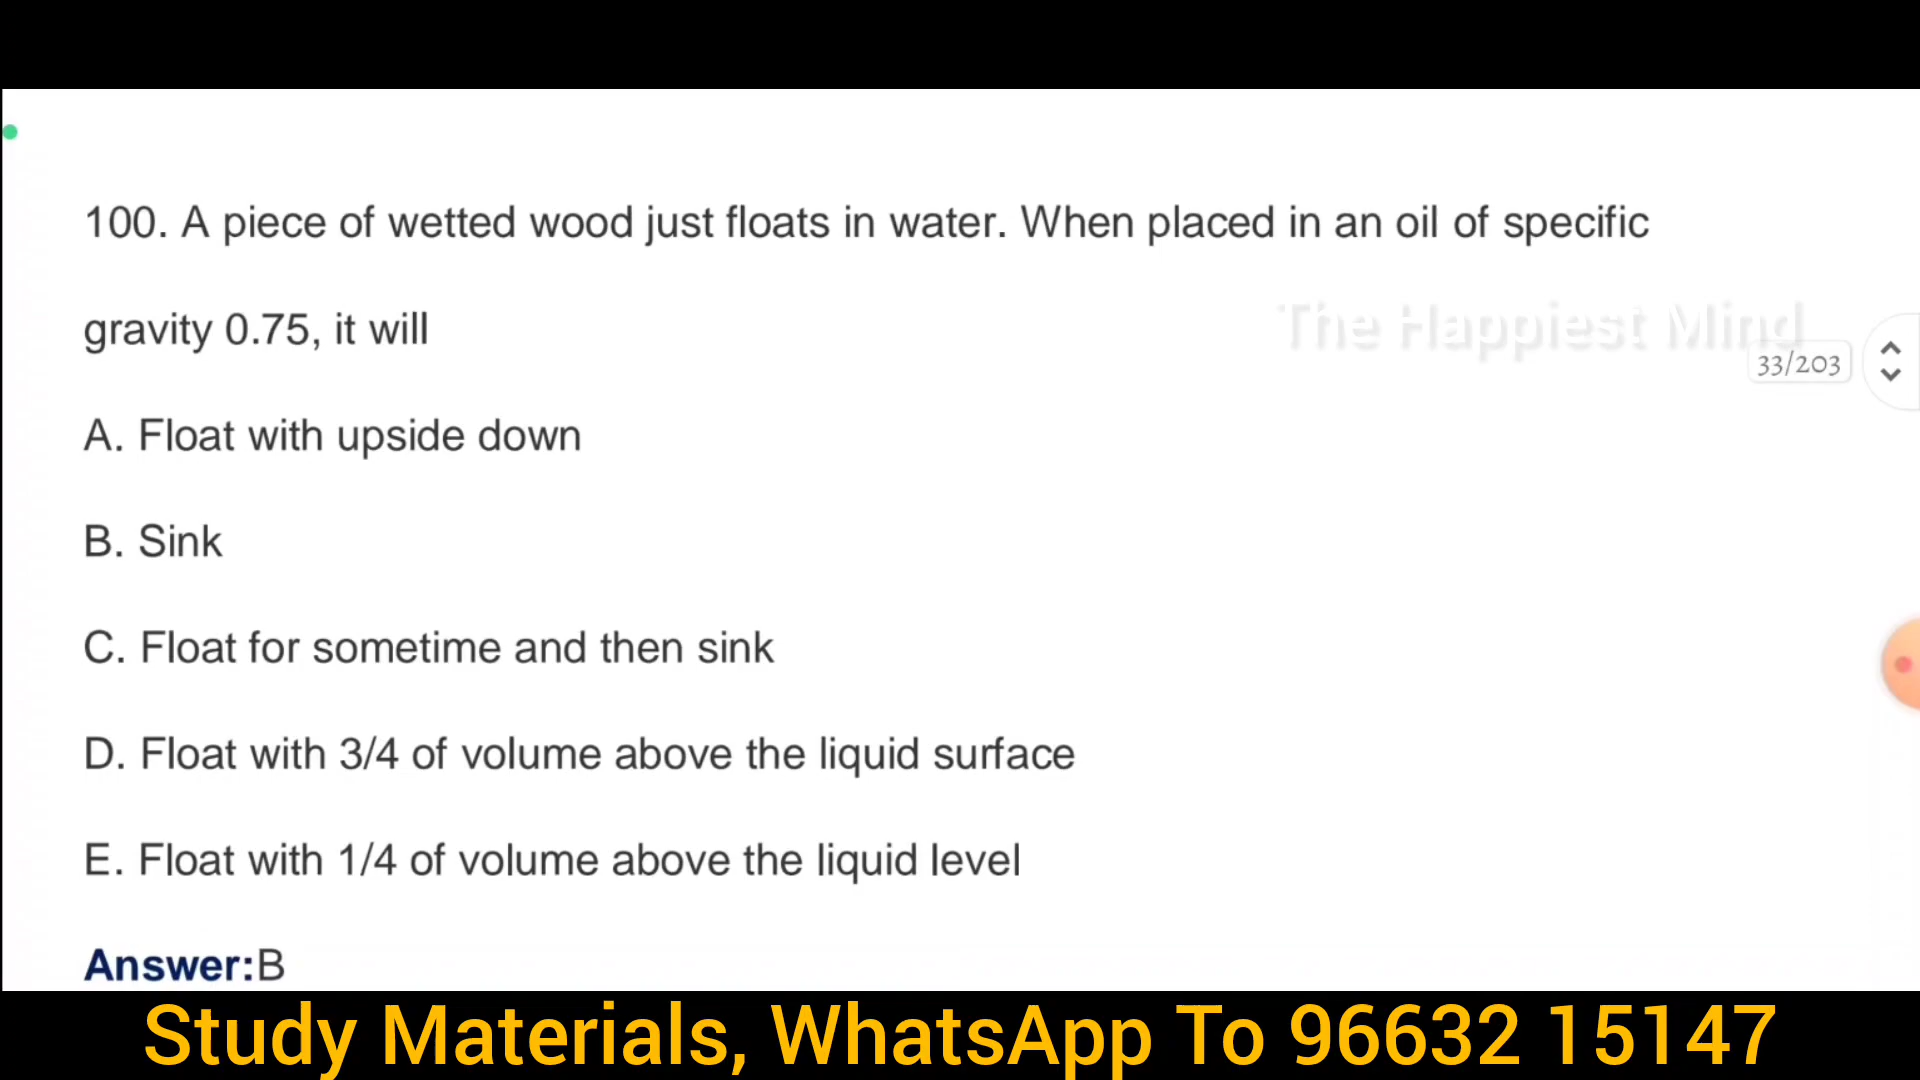 100. A piece of wetted wood just floats in water. When placed in an oil of specific
gravity 0.75, it will
The Happiest Mind
33/203
A. Float with upside down
B. Sink
C. Float for sometime and then sink
D. Float with 3/4 of volume above the liquid surface
E. Float with 1/4 of volume above the liquid level
Answer:B
Study Materials, WhatsApp To 96632 15147